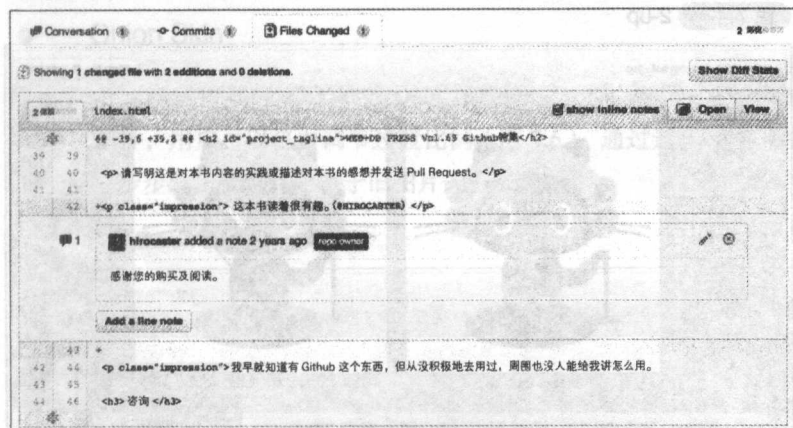 Conversation 1 Commits 1 Files Changed 1 2
Showing 1 changed file with 2 edditions and 0 deletions. Show Diff Stats
2 index.html show inline notes Open View
@@ -39,6 +39,8 @@ <h2 id="project_tagline">WEB+DB PRESS Vol.69 Github特集</h2>
39 39
40 40 <p> 请写明这是对本书内容的实践或描述对本书的感想并发送 Pull Request。</p>
41 41
42 +<p class="impression"> 这本书读着很有趣。(@HIROCASTER) </p>
1 hirocaster added a note 2 years ago repo owner
感谢您的购买及阅读。
Add a line note
43 +
42 44 <p class="impression">我早就知道有 Github 这个东西，但从没积极地去用过，周围也没人能给我讲怎么用。
43 45
44 46 <h3> 咨询 </h3>